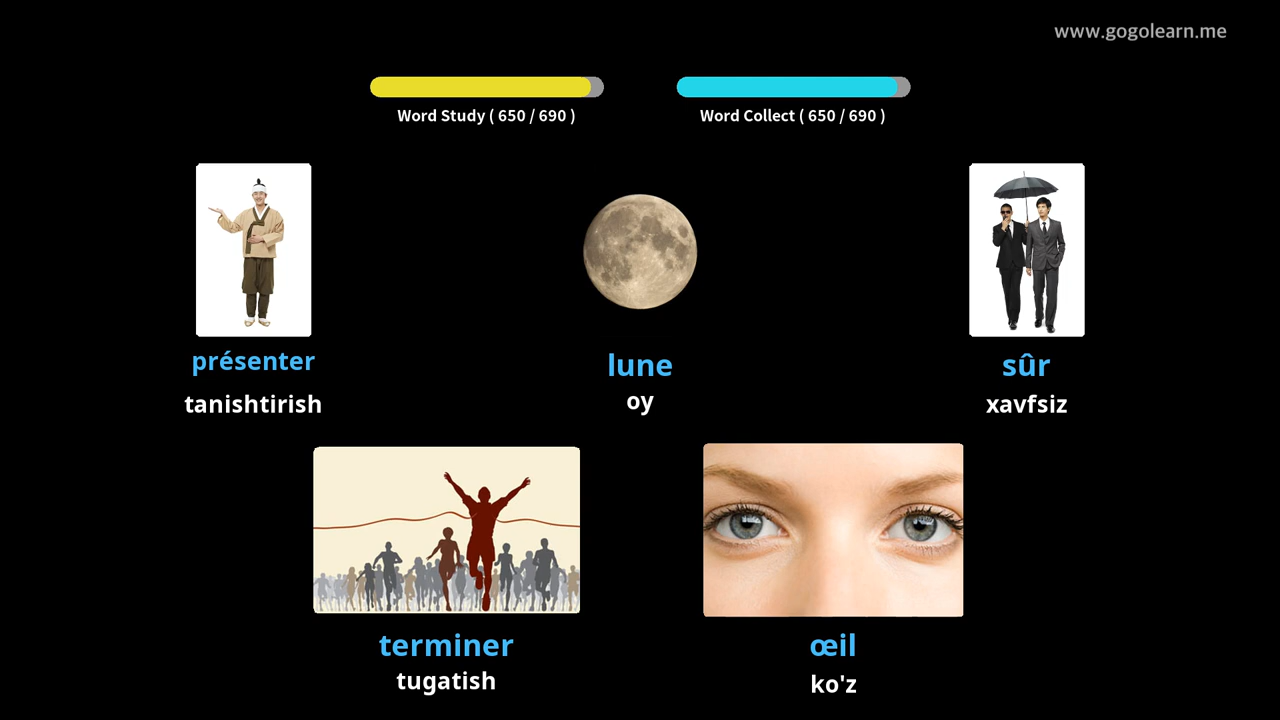 www.gogolearn.me
Word Study ( 650 / 690 )
Word Collect ( 650 / 690 )
présenter
tanishtirish
lune
oy
sûr
xavfsiz
terminer
tugatish
œil
ko'z